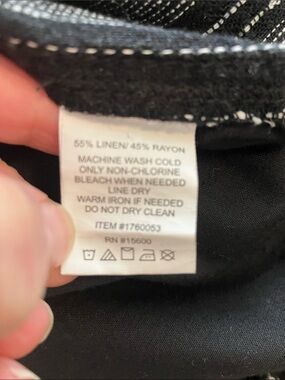 L
55% LINEN/ 45% RAYON
MACHINE WASH COLD
ONLY NON-CHLORINE
BLEACH WHEN NEEDED
LINE DRY
WARM IRON IF NEEDED
DO NOT DRY CLEAN
ITEM #1760053
RN #15600